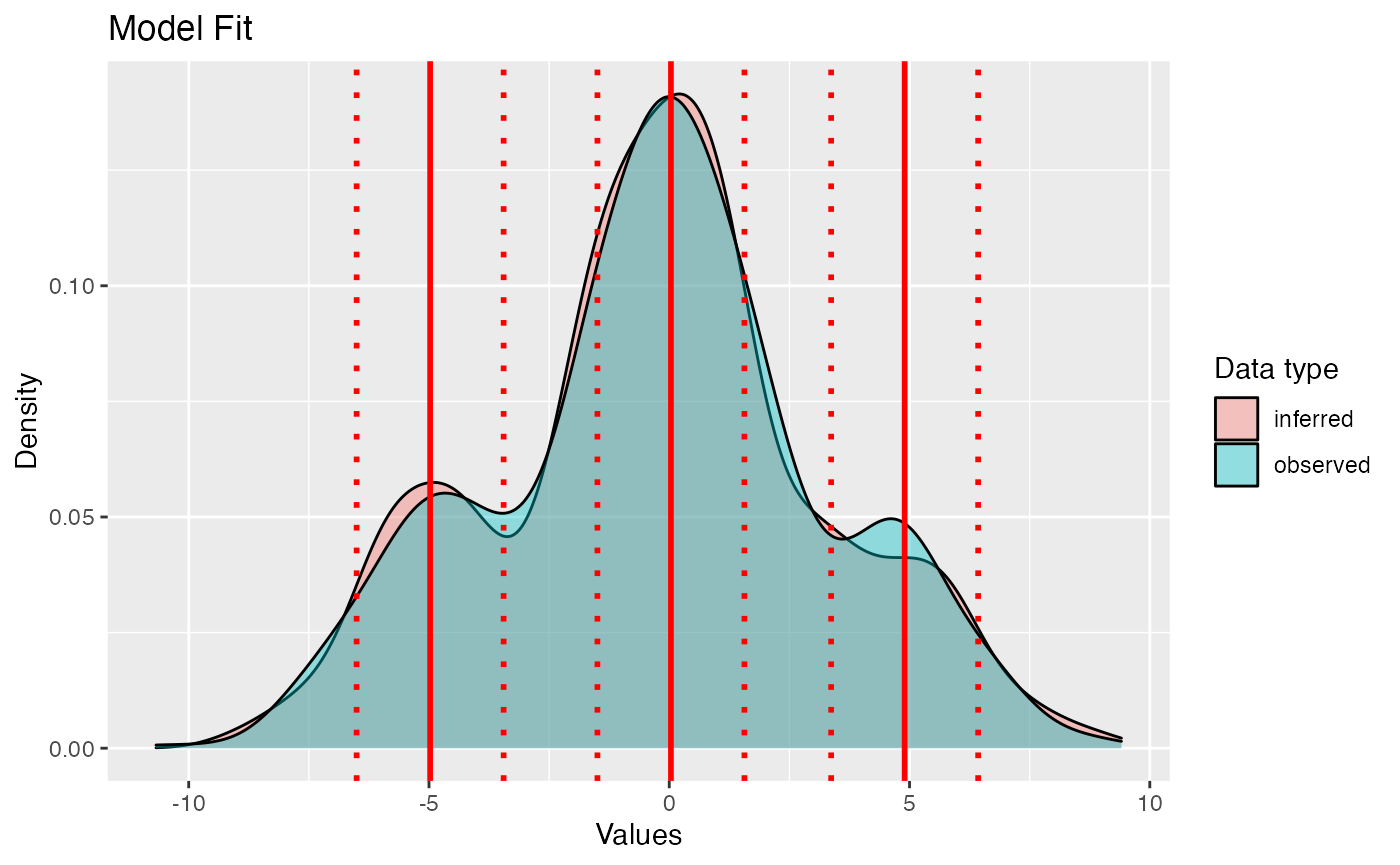 Model Fit
Density
0.10
0.05
0.00
-10
-5
0
5
10
Values
Data type
inferred
observed